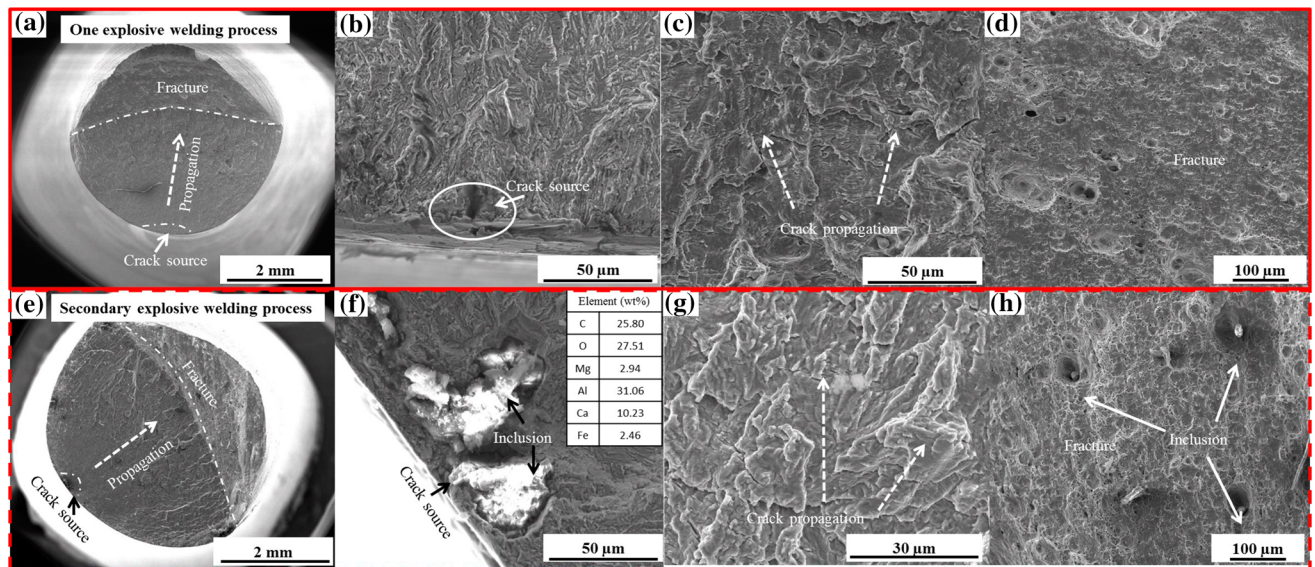 (a)
One explosive welding process
Fracture
Propagation
Crack source
2 mm
(b)
Crack source
50 µm
(c)
Crack propagation
50 µm
(d)
Fracture
100 µm
(e)
Secondary explosive welding process
Fracture
Propagation
Crack source
2 mm
(f)
Element (wt%)
C 25.80
O 27.51
Mg 2.94
Al 31.06
Ca 10.23
Fe 2.46
Inclusion
Crack source
50 µm
(g)
Crack propagation
30 µm
(h)
Fracture
Inclusion
100 µm